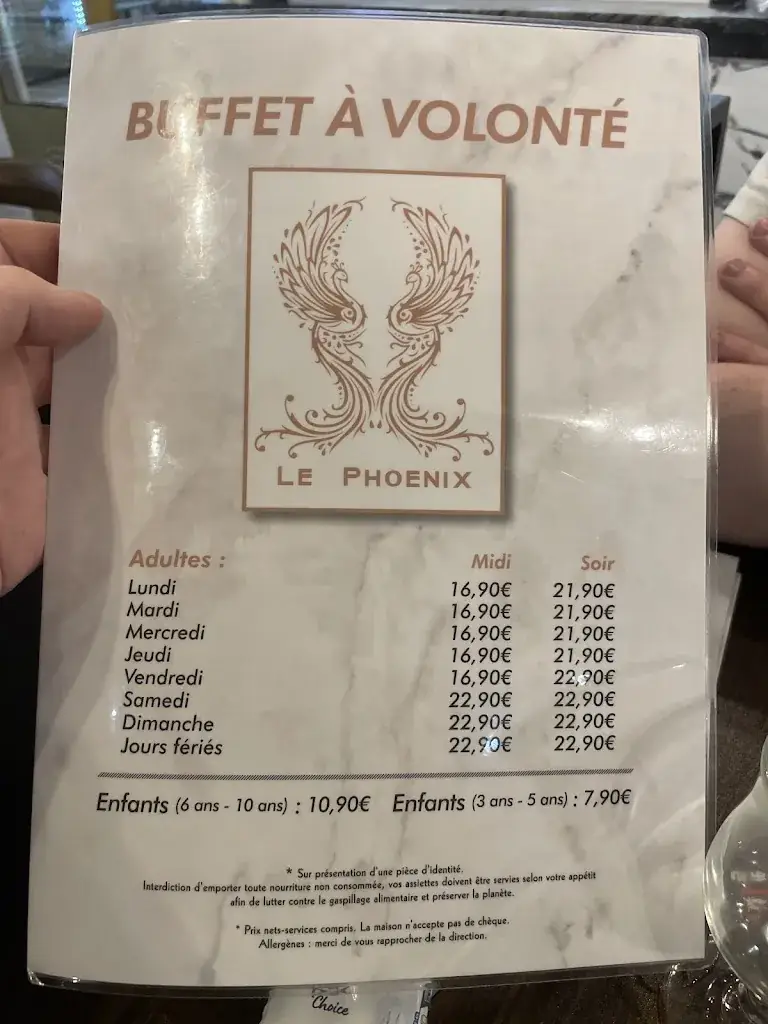 BUFFET À VOLONTÉ
LE PHOENIX
Adultes : Midi Soir
Lundi 16,90€ 21,90€
Mardi 16,90€ 21,90€
Mercredi 16,90€ 21,90€
Jeudi 16,90€ 21,90€
Vendredi 16,90€ 22,90€
Samedi 22,90€ 22,90€
Dimanche 22,90€ 22,90€
Jours fériés 22,90€ 22,90€
Enfants (6 ans - 10 ans) : 10,90€ Enfants (3 ans - 5 ans) : 7,90€
* Sur présentation d'une pièce d'identité.
Interdiction d'emporter toute nourriture non consommée, vos assiettes doivent être servies selon votre appétit
afin de lutter contre le gaspillage alimentaire et préserver la planète.
* Prix nets-services compris. La maison n'accepte pas de chèque.
Allergènes : merci de vous rapprocher de la direction.
Choice